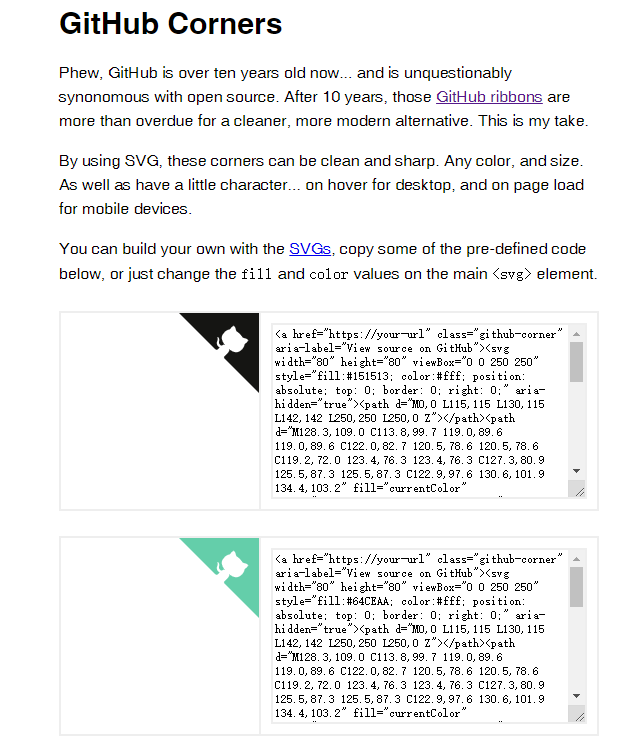 GitHub Corners
Phew, GitHub is over ten years old now... and is unquestionably
synonomous with open source. After 10 years, those GitHub ribbons are
more than overdue for a cleaner, more modern alternative. This is my take.
By using SVG, these corners can be clean and sharp. Any color, and size.
As well as have a little character... on hover for desktop, and on page load
for mobile devices.
You can build your own with the SVGs, copy some of the pre-defined code
below, or just change the fill and color values on the main <svg> element.
<a href="https://your-url" class="github-corner"
aria-label="View source on GitHub"><svg
width="80" height="80" viewBox="0 0 250 250"
style="fill:#151513; color:#fff; position:
absolute; top: 0; border: 0; right: 0;" aria-
hidden="true"><path d="M0,0 L115,115 L130,115
L142,142 L250,250 L250,0 Z"></path><path
d="M128.3,109.0 C113.8,99.7 119.0,89.6
119.0,89.6 C122.0,82.7 120.5,78.6 120.5,78.6
C119.2,72.0 123.4,76.3 123.4,76.3 C127.3,80.9
125.5,87.3 125.5,87.3 C122.9,97.6 130.6,101.9
134.4,103.2" fill="currentColor"
<a href="https://your-url" class="github-corner"
aria-label="View source on GitHub"><svg
width="80" height="80" viewBox="0 0 250 250"
style="fill:#64CEAA; color:#fff; position:
absolute; top: 0; border: 0; right: 0;" aria-
hidden="true"><path d="M0,0 L115,115 L130,115
L142,142 L250,250 L250,0 Z"></path><path
d="M128.3,109.0 C113.8,99.7 119.0,89.6
119.0,89.6 C122.0,82.7 120.5,78.6 120.5,78.6
C119.2,72.0 123.4,76.3 123.4,76.3 C127.3,80.9
125.5,87.3 125.5,87.3 C122.9,97.6 130.6,101.9
134.4,103.2" fill="currentColor"